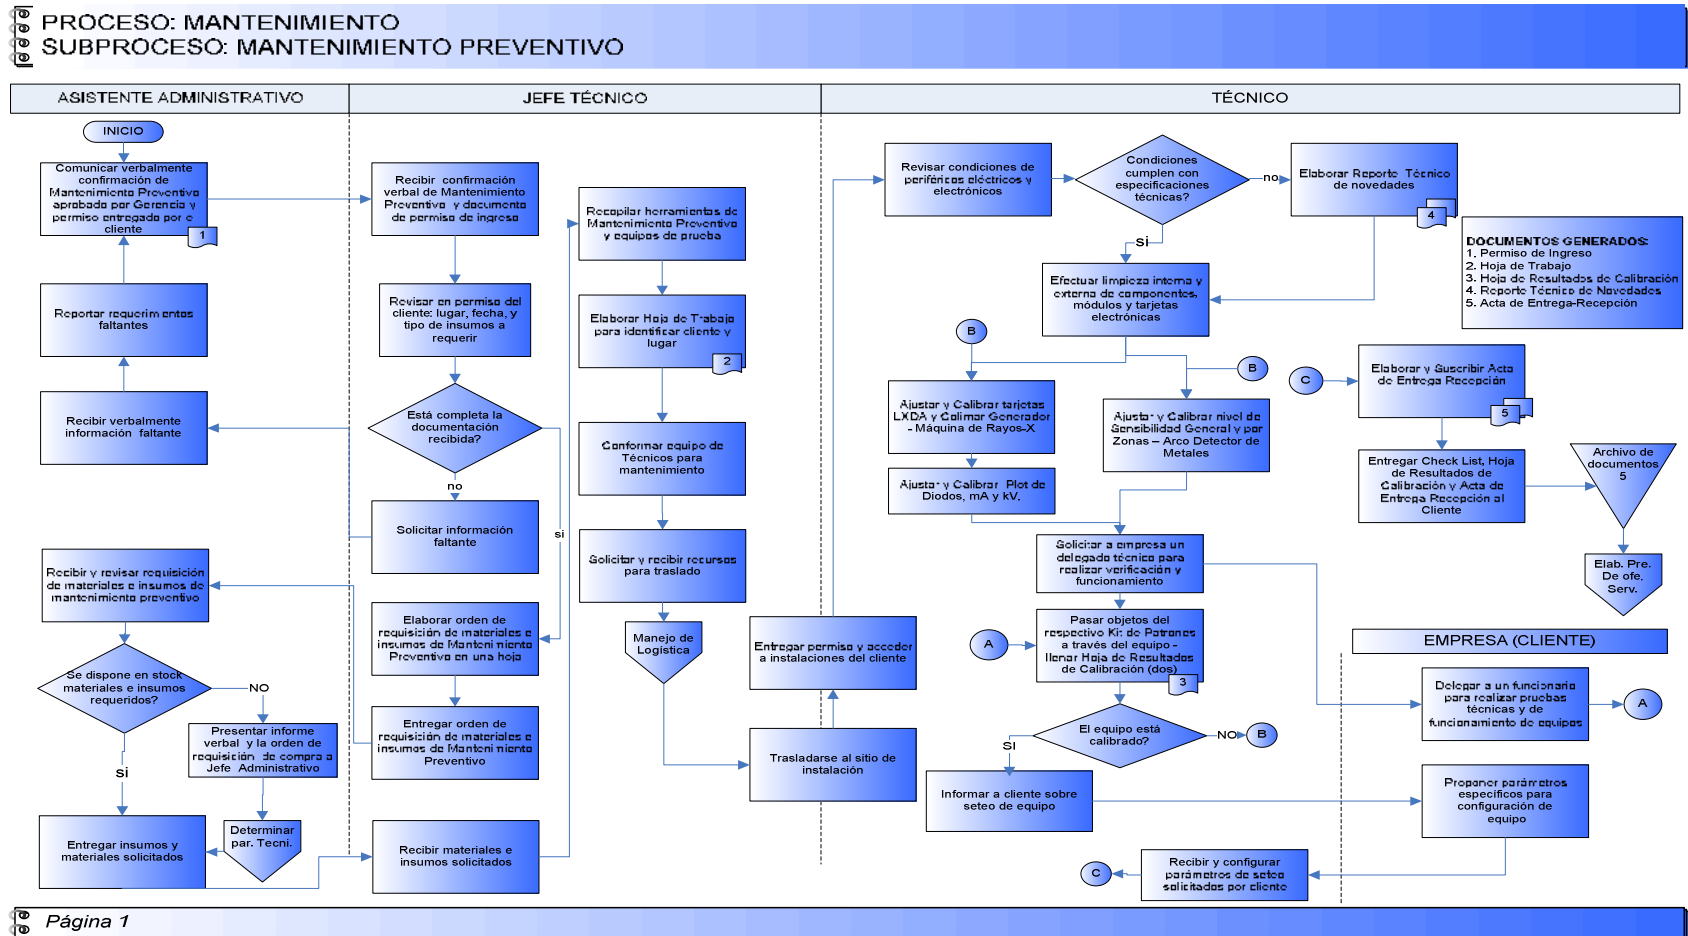 PROCESO: MANTENIMIENTO
SUBPROCESO: MANTENIMIENTO PREVENTIVO
ASISTENTE ADMINISTRATIVO
JEFE TÉCNICO
TÉCNICO
INICIO
Comunicar verbalmente
confirmación de
Mantenimiento Preventivo
aprobado por Gerencia y
permiso entregado por e
cliente
1
Reportar requerimientos
faltantes
Recibir verbalmente
información faltante
Recibir y revisar requisición
de materiales e insumos de
mantenimiento preventivo
Se dispone en stock
materiales e insumos
requeridos?
NO
si
Presentar informe
verbal y la orden de
requisición de compra a
Jefe Administrativo
Determinar
par. Tecni.
Entregar insumos y
materiales solicitados
Recibir confirmación
verbal de Mantenimiento
Preventivo y documento
de permiso de ingreso
Revisar en permiso del
cliente: lugar, fecha, y
tipo de insumos a
requerir
Está completa la
documentación
recibida?
no
si
Solicitar información
faltante
Elaborar orden de
requisición de materiales e
insumos de Mantenimiento
Preventivo en una hoja
Entregar orden de
requisición de materiales e
insumos de Mantenimiento
Preventivo
Recibir materiales e
insumos solicitados
Recopilar herramientas de
Mantenimiento Preventivo
y equipos de prueba
Elaborar Hoja de Trabajo
para identificar cliente y
lugar
2
Conformar equipo de
Técnicos para
mantenimiento
Solicitar y recibir recursos
para traslado
Manejo de
Logística
Entregar permiso y acceder
a instalaciones del cliente
Trasladarse al sitio de
instalación
Revisar condiciones de
periféricos eléctricos y
electrónicos
Condiciones
cumplen con
especificaciones
técnicas?
no
si
Elaborar Reporte Técnico
de novedades
4
DOCUMENTOS GENERADOS:
1. Permiso de Ingreso
2. Hoja de Trabajo
3. Hoja de Resultados de Calibración
4. Reporte Técnico de Novedades
5. Acta de Entrega-Recepción
Efectuar limpieza interna y
externa de componentes,
módulos y tarjetas
electrónicas
B
B
Ajustar y Calibrar tarjetas
LXDA y Colimar Generador
- Máquina de Rayos-X
Ajustar y Calibrar Plot de
Diodos, mA y kV.
Ajustar y Calibrar nivel de
Sensibilidad General y por
Zonas – Arco Detector de
Metales
C
Elaborar y Suscribir Acta
de Entrega Recepción
5
Entregar Check List, Hoja
de Resultados de
Calibración y Acta de
Entrega Recepción al
Cliente
Archivo de
documentos
5
Elab. Pre.
De ofe.
Serv.
Solicitar a empresa un
delegado técnico para
realizar verificación y
funcionamiento
A
Pasar objetos del
respectivo Kit de Patrones
a través del equipo -
llenar Hoja de Resultados
de Calibración (dos)
3
El equipo está
calibrado?
SI
NO
B
Informar a cliente sobre
seteo de equipo
EMPRESA (CLIENTE)
Delegar a un funcionario
para realizar pruebas
técnicas y de
funcionamiento de equipos
A
Proponer parámetros
específicos para
configuración de
equipo
C
Recibir y configurar
parámetros de seteo
solicitados por cliente
Página 1